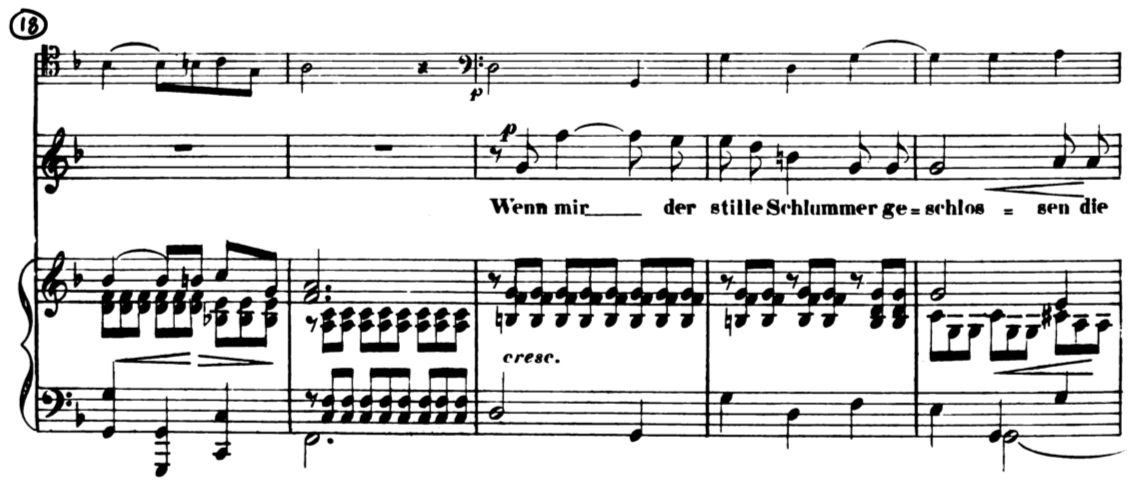 18
p
p
Wenn mir der stille Schlummer ge=schlos = sen die
cresc.